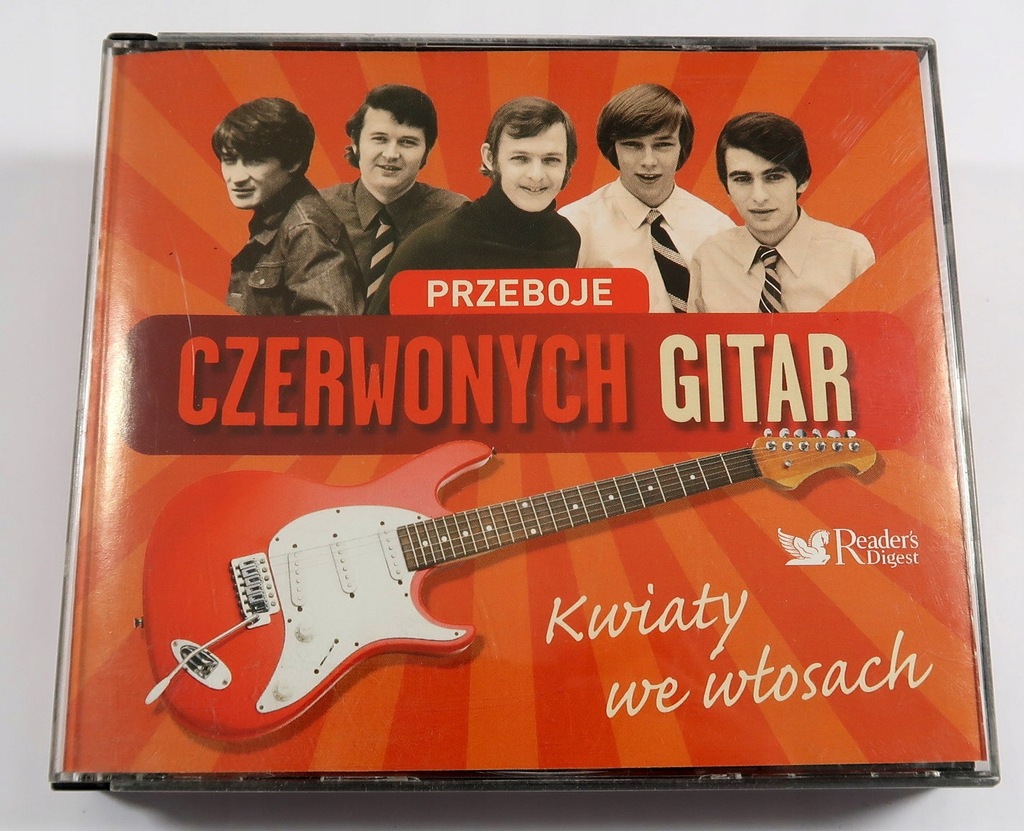 PRZEBOJE
CZERWONYCH GITAR
Reader's
Digest
Kwiaty
we włosach